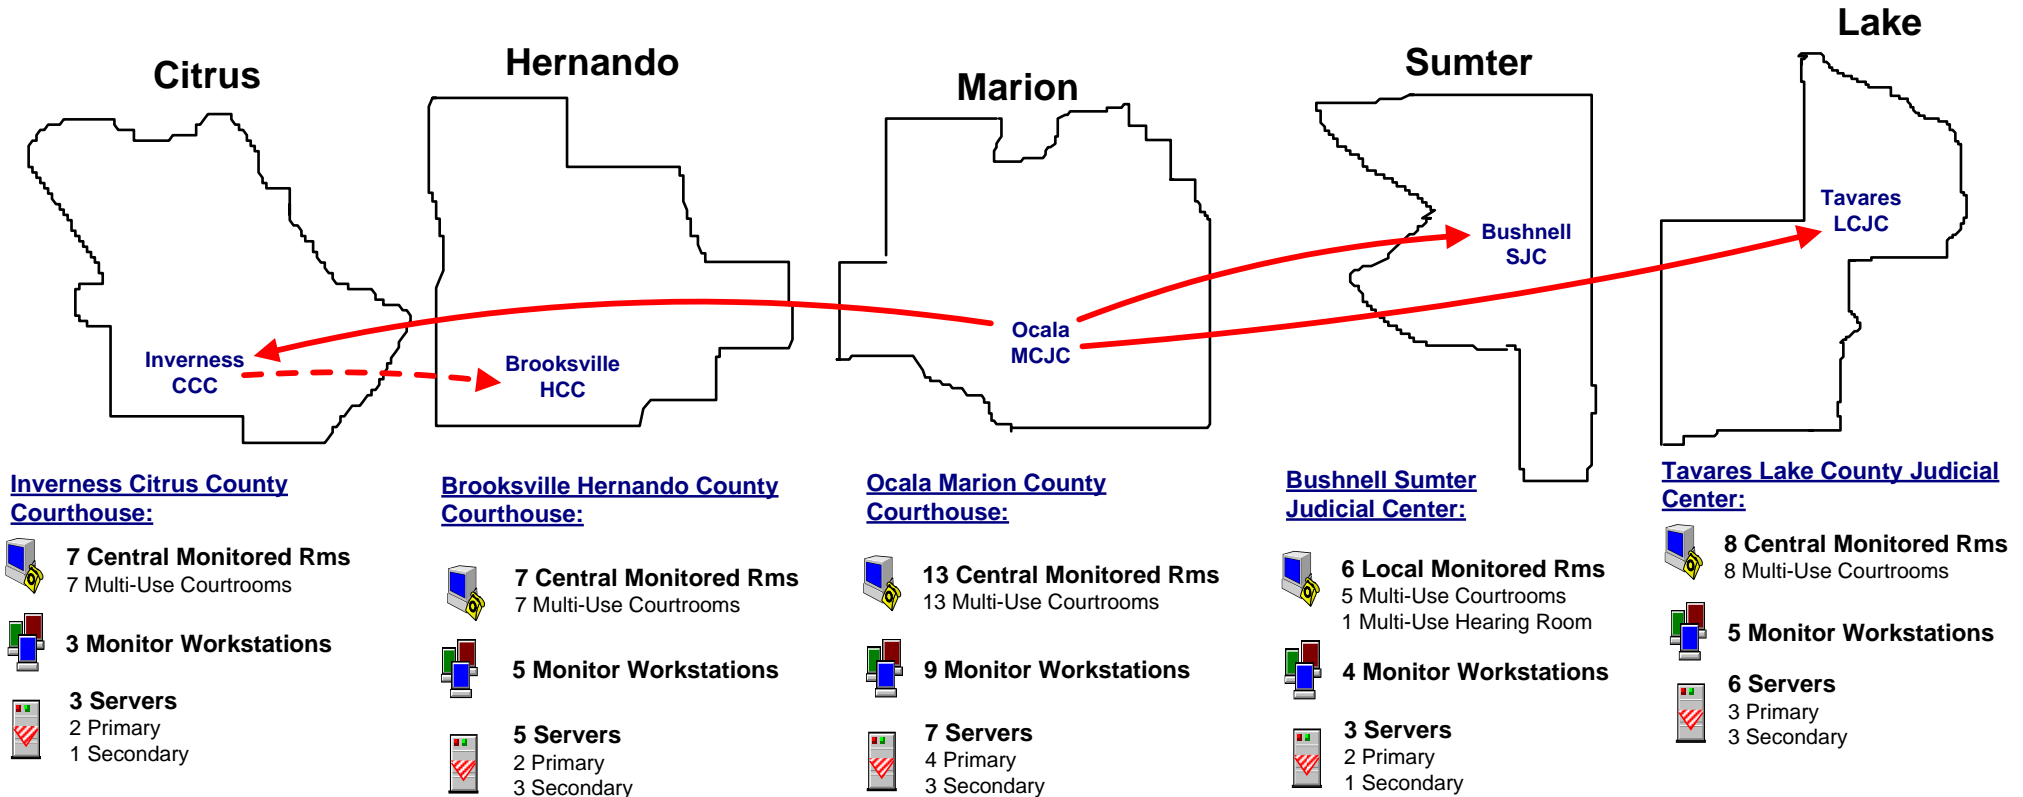 Citrus
Hernando
Marion
Sumter
Lake
Inverness
CCC
Brooksville
HCC
Ocala
MCJC
Bushnell
SJC
Tavares
LCJC
Inverness Citrus County
Courthouse:
7 Central Monitored Rms
7 Multi-Use Courtrooms
3 Monitor Workstations
3 Servers
2 Primary
1 Secondary
Brooksville Hernando County
Courthouse:
7 Central Monitored Rms
7 Multi-Use Courtrooms
5 Monitor Workstations
5 Servers
2 Primary
3 Secondary
Ocala Marion County
Courthouse:
13 Central Monitored Rms
13 Multi-Use Courtrooms
9 Monitor Workstations
7 Servers
4 Primary
3 Secondary
Bushnell Sumter
Judicial Center:
6 Local Monitored Rms
5 Multi-Use Courtrooms
1 Multi-Use Hearing Room
4 Monitor Workstations
3 Servers
2 Primary
1 Secondary
Tavares Lake County Judicial
Center:
8 Central Monitored Rms
8 Multi-Use Courtrooms
5 Monitor Workstations
6 Servers
3 Primary
3 Secondary